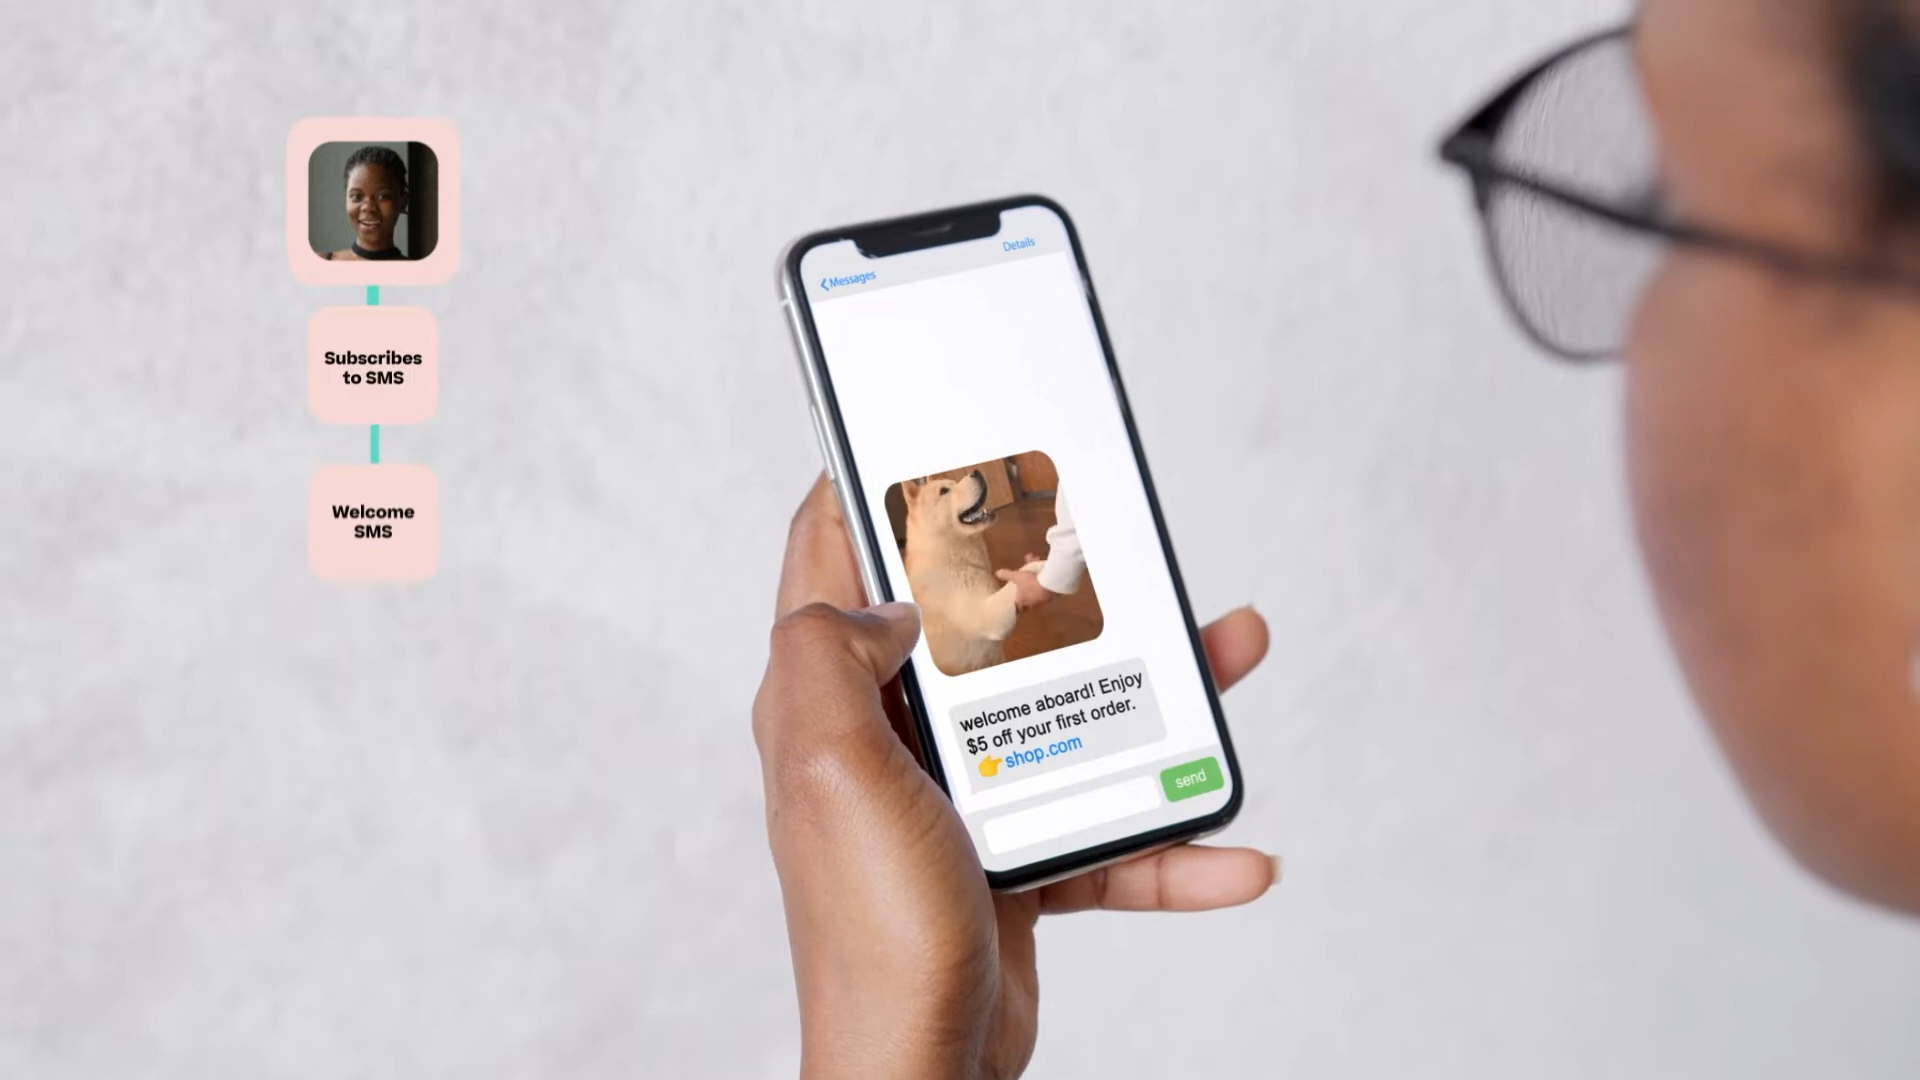 Subscribes
to SMS
Welcome
SMS
Messages
Details
welcome aboard! Enjoy
$5 off your first order.
👉shop.com
send